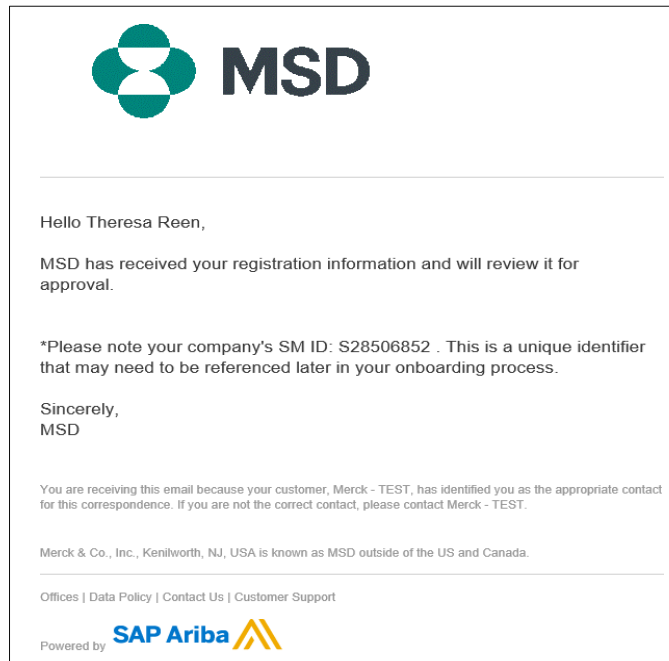 MSD
Hello Theresa Reen,
MSD has received your registration information and will review it for
approval.
*Please note your company's SM ID: S28506852 . This is a unique identifier
that may need to be referenced later in your onboarding process.
Sincerely,
MSD
You are receiving this email because your customer, Merck - TEST, has identified you as the appropriate contact
for this correspondence. If you are not the correct contact, please contact Merck - TEST.
Merck & Co., Inc., Kenilworth, NJ, USA is known as MSD outside of the US and Canada.
Offices | Data Policy | Contact Us | Customer Support
Powered by SAP Ariba